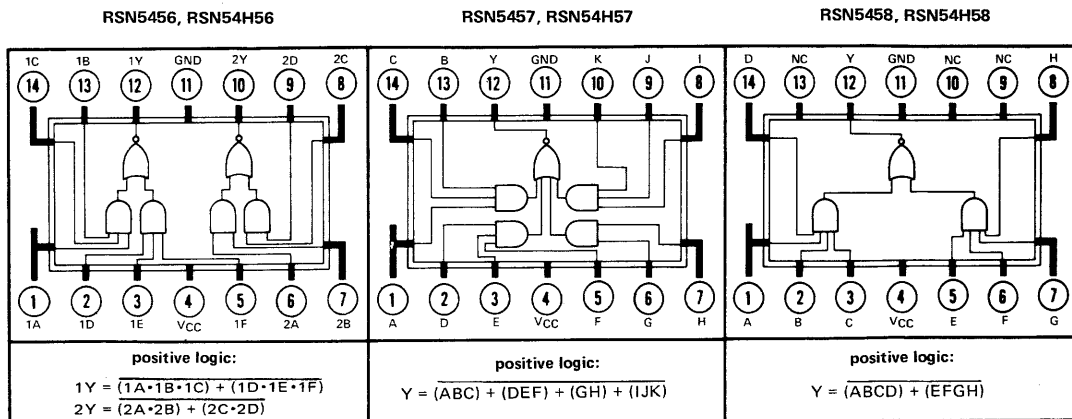 RSN5456, RSN54H56
1C 1B 1Y GND 2Y 2D 2C
14 13 12 11 10 9 8
1 2 3 4 5 6 7
1A 1D 1E VCC 1F 2A 2B
positive logic:
1Y = (1A•1B•1C) + (1D•1E•1F)
2Y = (2A•2B) + (2C•2D)
RSN5457, RSN54H57
C B Y GND K J I
14 13 12 11 10 9 8
1 2 3 4 5 6 7
A D E VCC F G H
positive logic:
Y = (ABC) + (DEF) + (GH) + (IJK)
RSN5458, RSN54H58
D NC Y GND NC NC H
14 13 12 11 10 9 8
1 2 3 4 5 6 7
A B C VCC E F G
positive logic:
Y = (ABCD) + (EFGH)